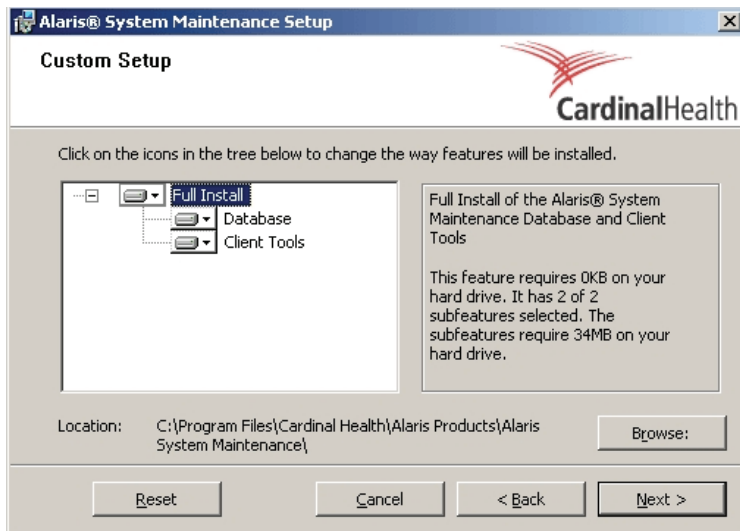 Alaris® System Maintenance Setup
Custom Setup
CardinalHealth
Click on the icons in the tree below to change the way features will be installed.
Full Install
Database
Client Tools
Full Install of the Alaris® System
Maintenance Database and Client
Tools
This feature requires 0KB on your
hard drive. It has 2 of 2
subfeatures selected. The
subfeatures require 34MB on your
hard drive.
Location: C:\Program Files\Cardinal Health\Alaris Products\Alaris
System Maintenance\
Browse:
Reset Cancel < Back Next >